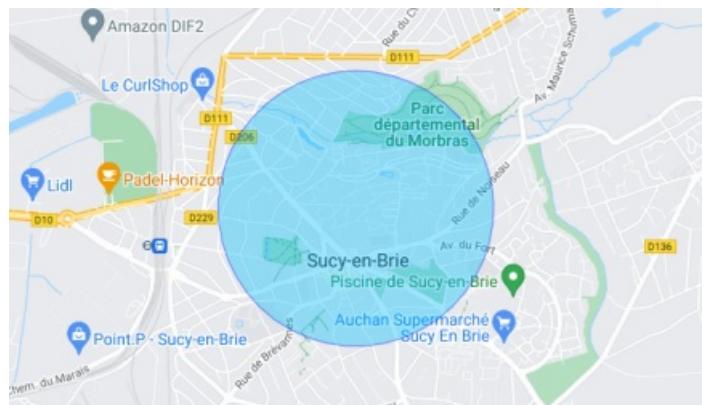 Amazon DIF2
Rue du C
D111
Av. Maurice Schuma
Le CurlShop
D111
Parc
départemental
du Morbras
D206
Lidl
Padel-Horizon
Rue de Noiseau
D10
D229
Av. du Fort
D136
Sucy-en-Brie
Piscine de Sucy-en-Brie
Auchan Supermarché
Sucy En Brie
Point.P - Sucy-en-Brie
Rue de Brévannes
Chem. du Marais